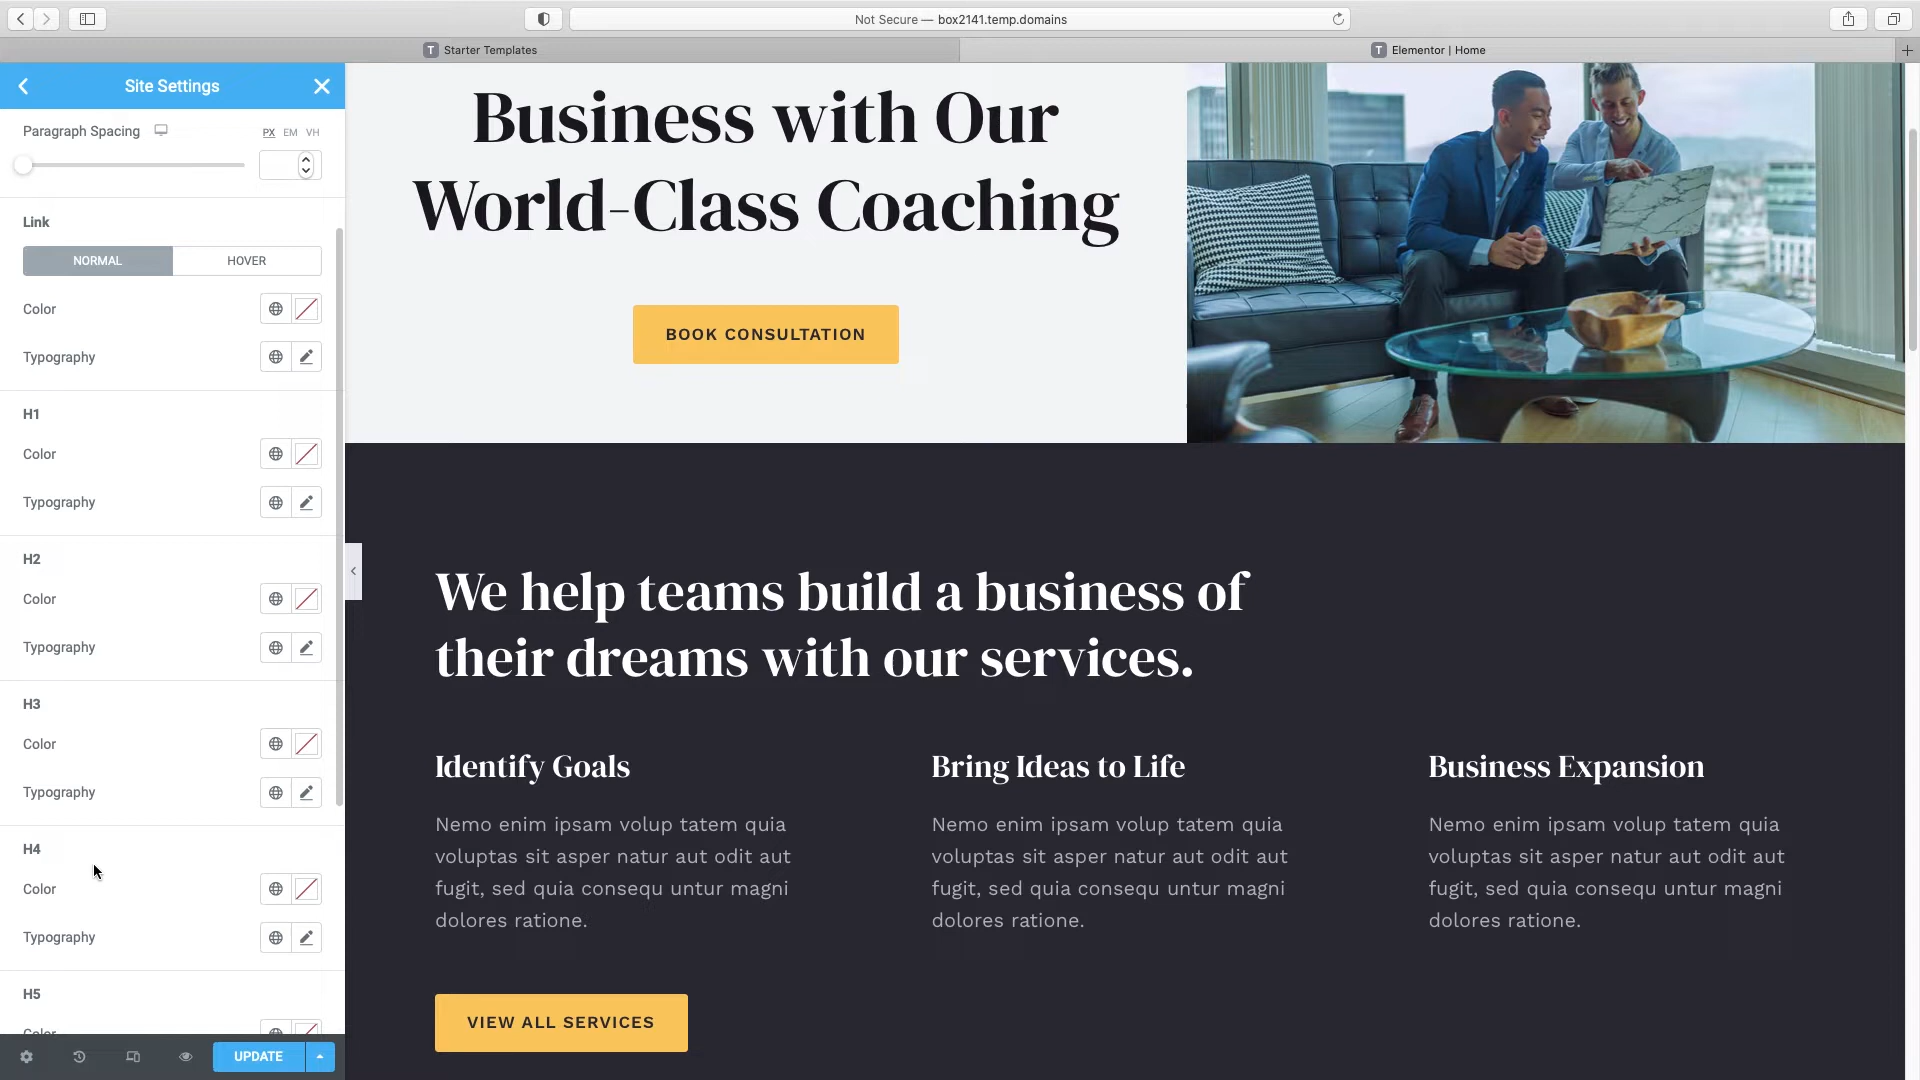 Not Secure — box2141.temp.domains
T Starter Templates
T Elementor | Home
Site Settings
Paragraph Spacing
PX EM VH
Link
NORMAL HOVER
Color
Typography
H1
Color
Typography
H2
Color
Typography
H3
Color
Typography
H4
Color
Typography
H5
Color
UPDATE
Business with Our
World-Class Coaching
BOOK CONSULTATION
We help teams build a business of
their dreams with our services.
Identify Goals
Nemo enim ipsam volup tatem quia
voluptas sit asper natur aut odit aut
fugit, sed quia consequ untur magni
dolores ratione.
Bring Ideas to Life
Nemo enim ipsam volup tatem quia
voluptas sit asper natur aut odit aut
fugit, sed quia consequ untur magni
dolores ratione.
Business Expansion
Nemo enim ipsam volup tatem quia
voluptas sit asper natur aut odit aut
fugit, sed quia consequ untur magni
dolores ratione.
VIEW ALL SERVICES